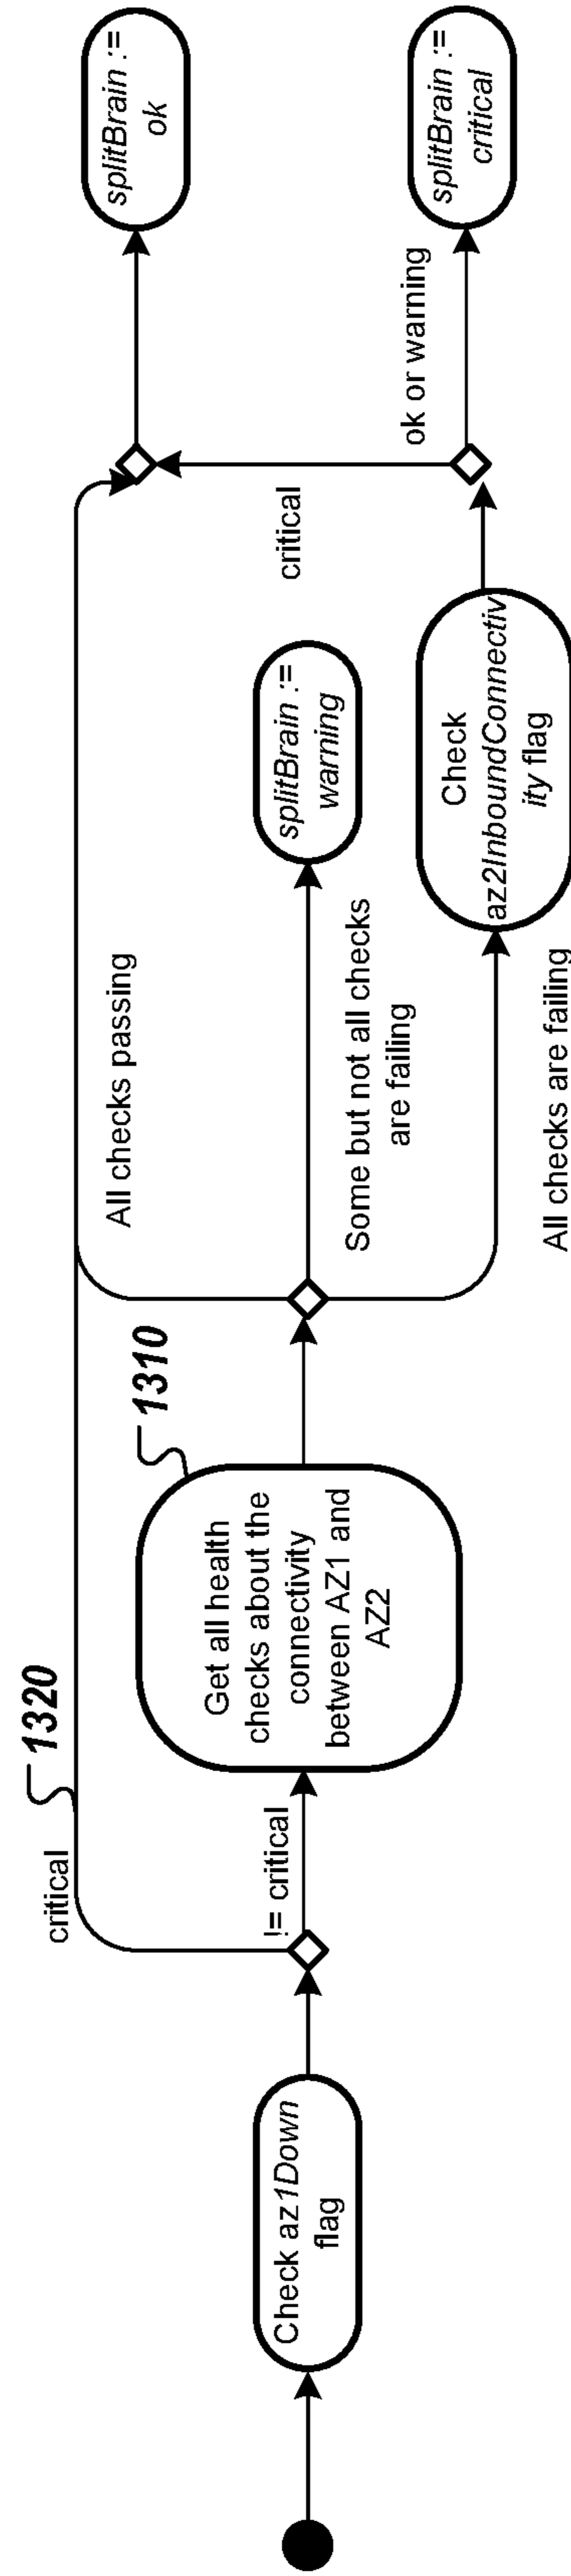 Check az1Down
flag
critical
1320
!= critical
Get all health
checks about the
connectivity
between AZ1 and
AZ2
1310
All checks passing
Some but not all checks
are failing
All checks are failing
splitBrain :=
warning
Check
az2InboundConnectiv
ity flag
critical
ok or warning
splitBrain :=
ok
splitBrain :=
critical